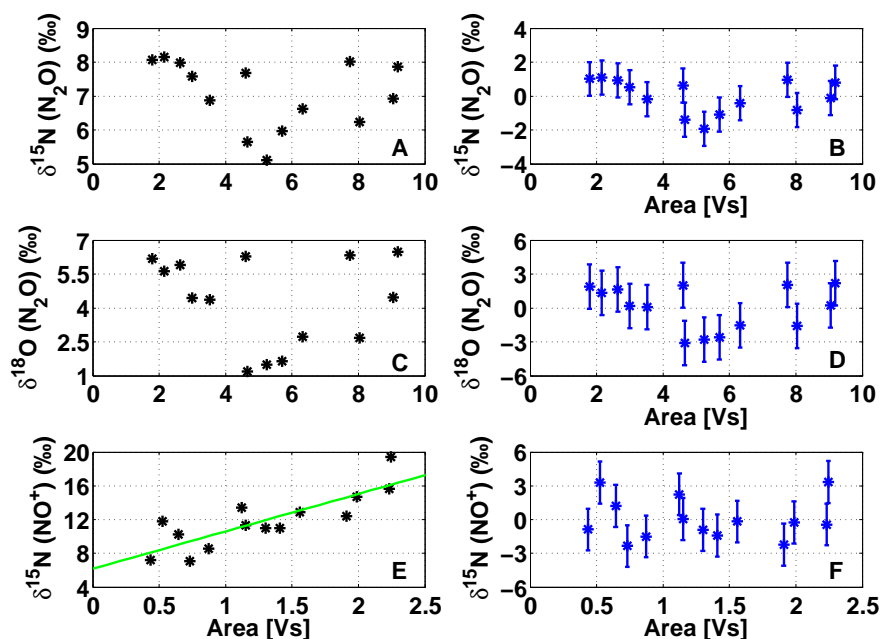 9
8
7
6
5
δ¹⁵N (N₂O) (‰)
A
0 2 4 6 8 10
4
2
0
−2
−4
δ¹⁵N (N₂O) (‰)
B
0 2 4 6 8 10
Area [Vs]
7
5.5
4
2.5
1
δ¹⁸O (N₂O) (‰)
C
0 2 4 6 8 10
6
3
0
−3
−6
δ¹⁸O (N₂O) (‰)
D
0 2 4 6 8 10
Area [Vs]
20
16
12
8
4
δ¹⁵N (NO⁺) (‰)
E
0 0.5 1 1.5 2 2.5
Area [Vs]
6
3
0
−3
−6
δ¹⁵N (NO⁺) (‰)
F
0 0.5 1 1.5 2 2.5
Area [Vs]